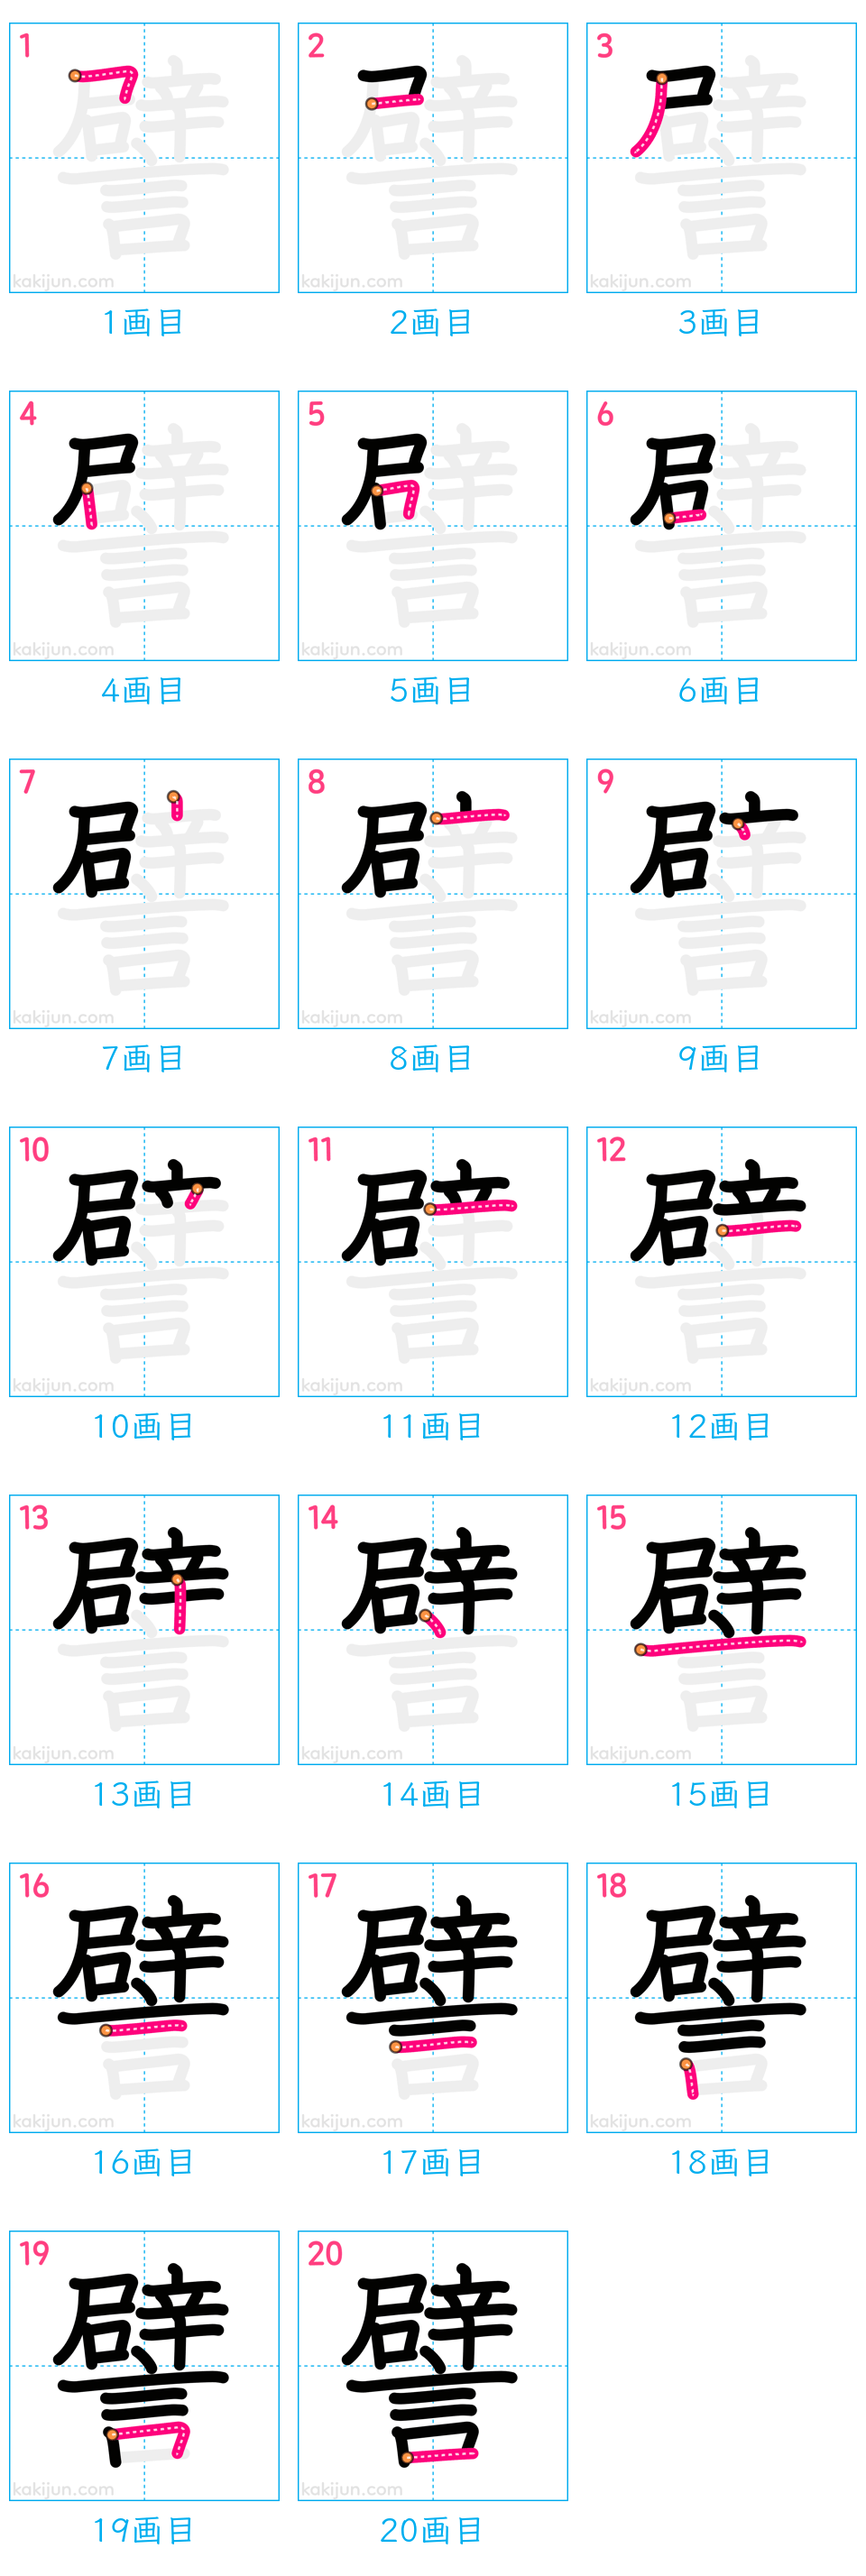 1 2 3
kakijun.com kakijun.com kakijun.com
1画目 2画目 3画目
4 5 6
kakijun.com kakijun.com kakijun.com
4画目 5画目 6画目
7 8 9
kakijun.com kakijun.com kakijun.com
7画目 8画目 9画目
10 11 12
kakijun.com kakijun.com kakijun.com
10画目 11画目 12画目
13 14 15
kakijun.com kakijun.com kakijun.com
13画目 14画目 15画目
16 17 18
kakijun.com kakijun.com kakijun.com
16画目 17画目 18画目
19 20
譬 譬
kakijun.com kakijun.com
19画目 20画目